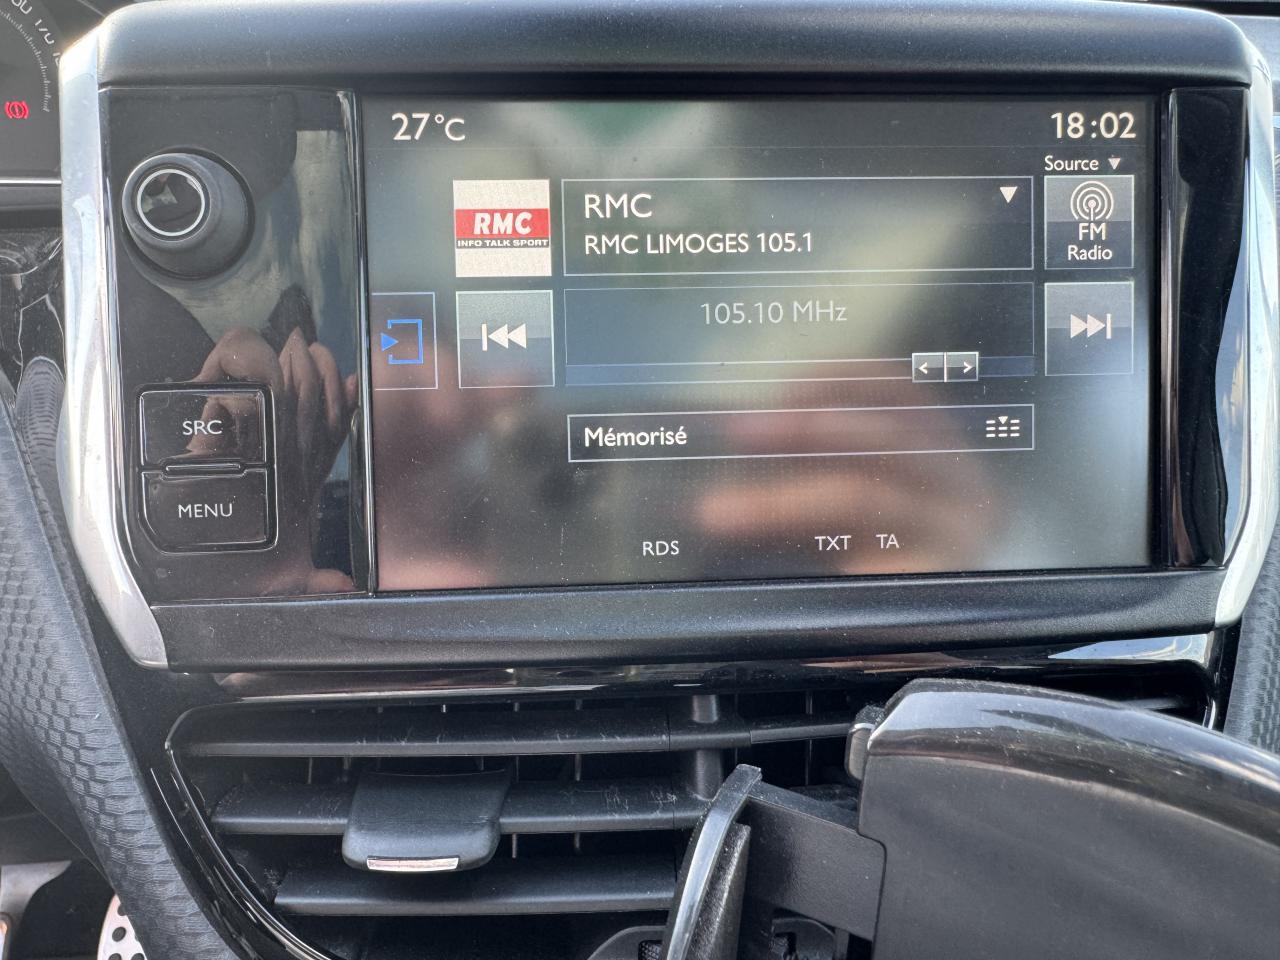 27°C
18:02
Source
RMC
INFO TALK SPORT
RMC
RMC LIMOGES 105.1
FM
Radio
105.10 MHz
Mémorisé
RDS
TXT
TA
SRC
MENU